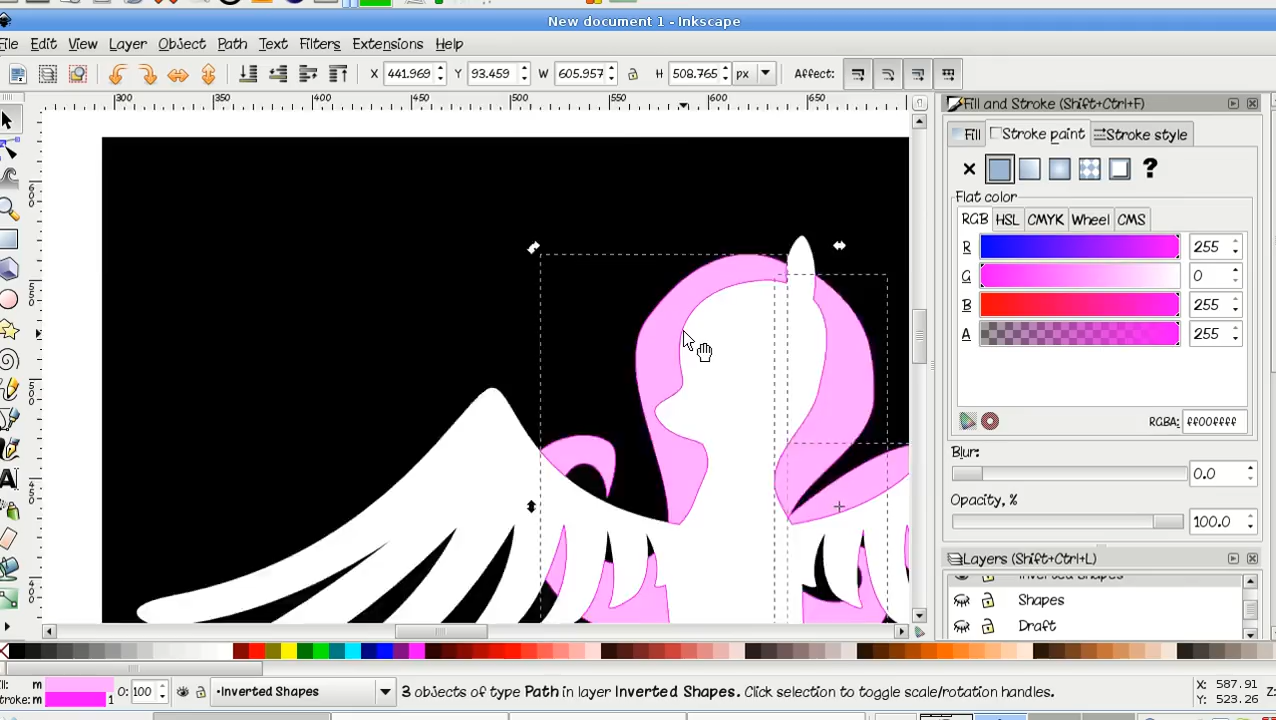 New document 1 - Inkscape
File Edit View Layer Object Path Text Filters Extensions Help
X 441.969 Y 93.459 W 605.957 H 508.765 px Affect:
300 350 400 450 500 550 600 650
Fill and Stroke (Shift+Ctrl+F)
Fill Stroke paint Stroke style
?
Flat color
RGB HSL CMYK Wheel CMS
R 255
G 0
B 255
A 255
RGBA: ff00ffff
Blur:
0.0
Opacity, %
100.0
Layers (Shift+Ctrl+L)
Inverted Shapes
Shapes
Draft
Fill: m
Stroke: m 1
O: 100
•Inverted Shapes
3 objects of type Path in layer Inverted Shapes. Click selection to toggle scale/rotation handles.
X: 587.91
Y: 523.26
Z: